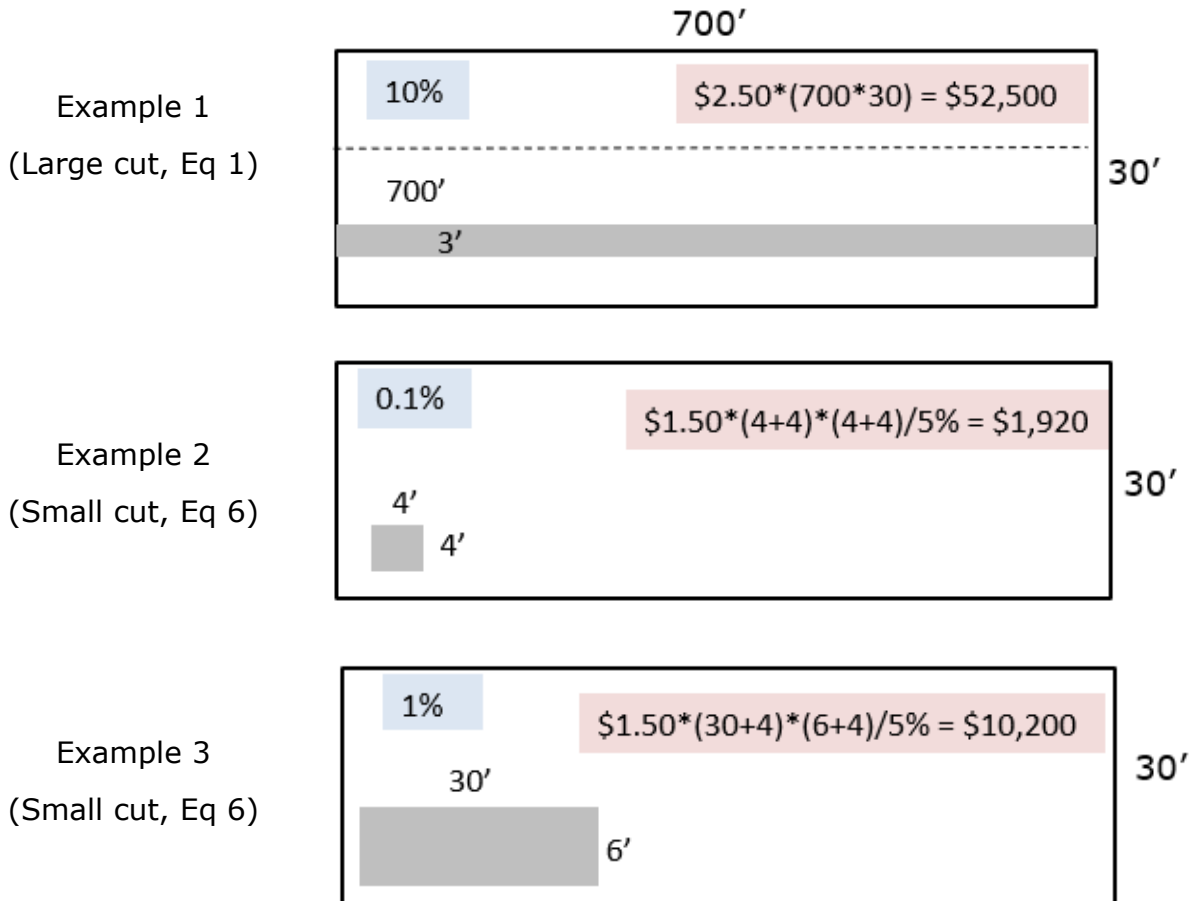 700′
Example 1
(Large cut, Eq 1)
10%
$2.50*(700*30) = $52,500
700′
3′
30′
Example 2
(Small cut, Eq 6)
0.1%
$1.50*(4+4)*(4+4)/5% = $1,920
4′
4′
30′
Example 3
(Small cut, Eq 6)
1%
$1.50*(30+4)*(6+4)/5% = $10,200
30′
6′
30′